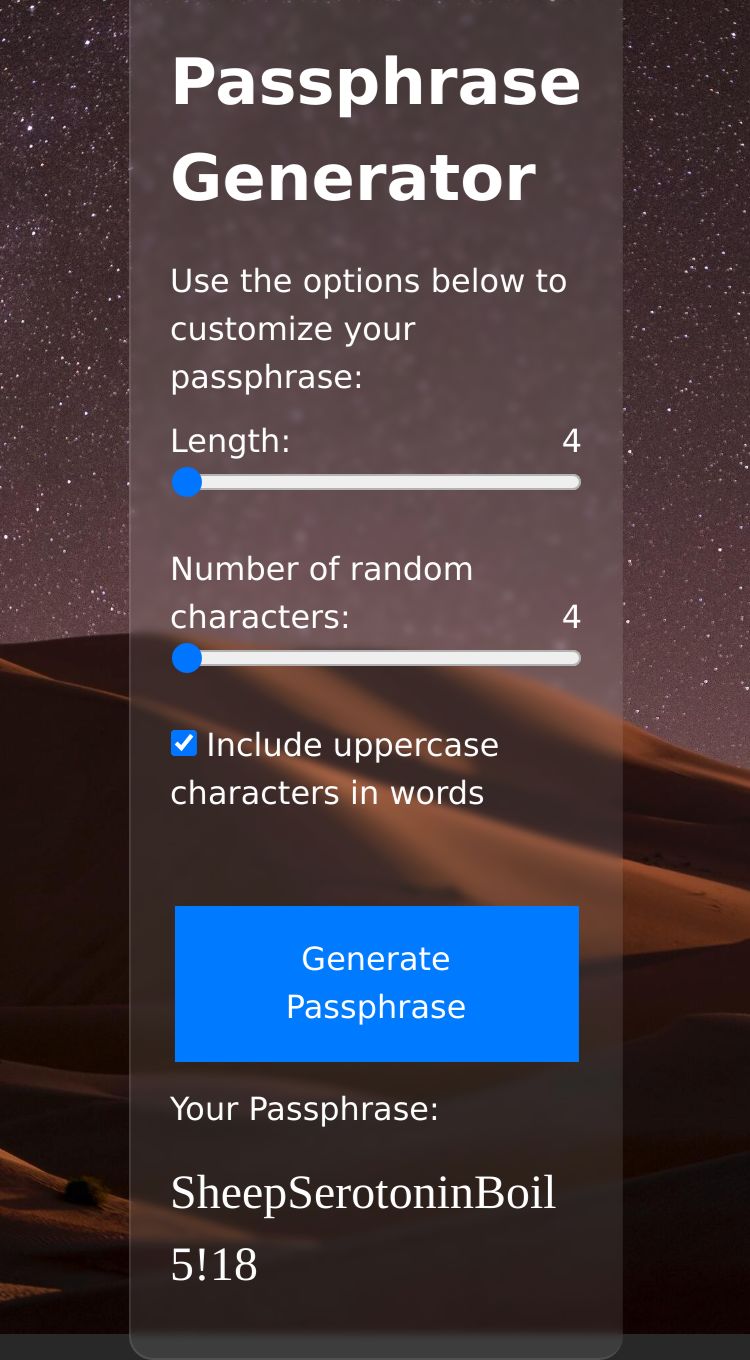 Passphrase
Generator
Use the options below to
customize your
passphrase:
Length: 4
Number of random
characters: 4
Include uppercase
characters in words
Generate
Passphrase
Your Passphrase:
SheepSerotoninBoil
5!18